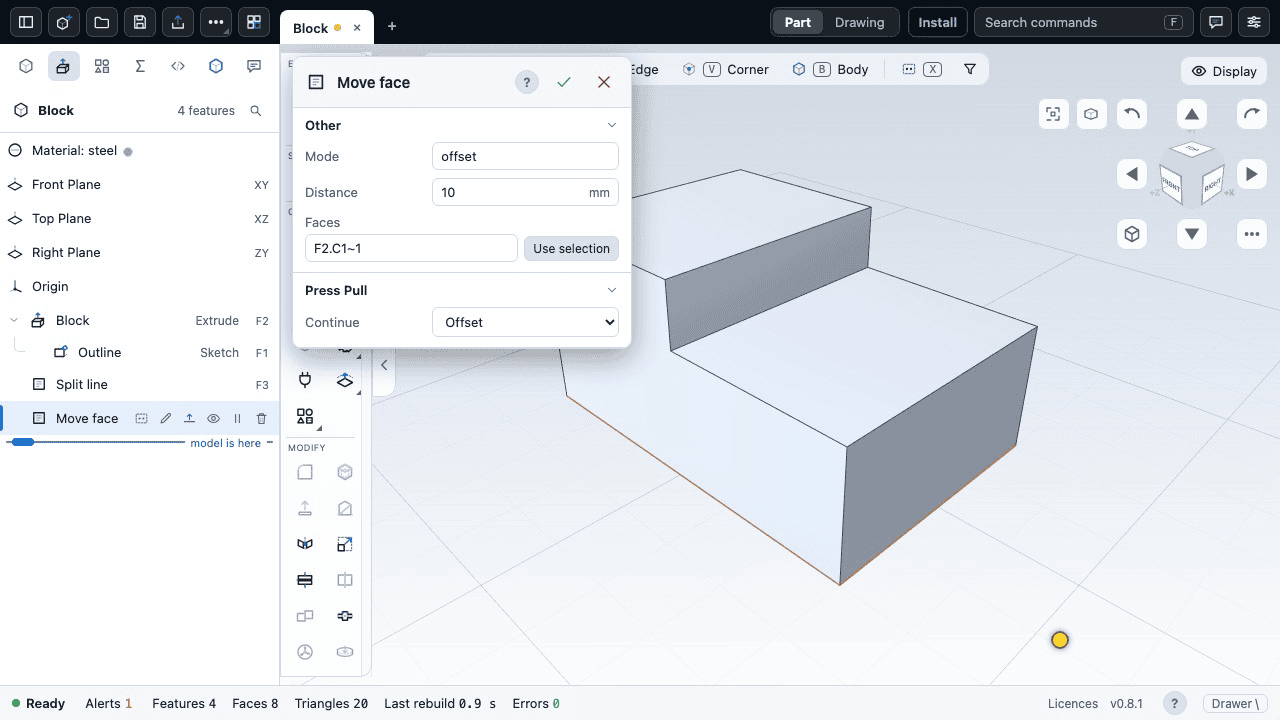 Block
Part
Drawing
Install
Search commands
F
Block
4 features
Material: steel
Front Plane
XY
Top Plane
XZ
Right Plane
ZY
Origin
Block
Extrude
F2
Outline
Sketch
F1
Split line
F3
Move face
model is here
Move face
?
Other
Mode
offset
Distance
10
mm
Faces
F2.C1~1
Use selection
Press Pull
Continue
Offset
MODIFY
V
Corner
B
Body
X
Display
FRONT
RIGHT
+X
+Z
Ready
Alerts 1
Features 4
Faces 8
Triangles 20
Last rebuild 0.9 s
Errors 0
Licences
v0.8.1
?
Drawer \